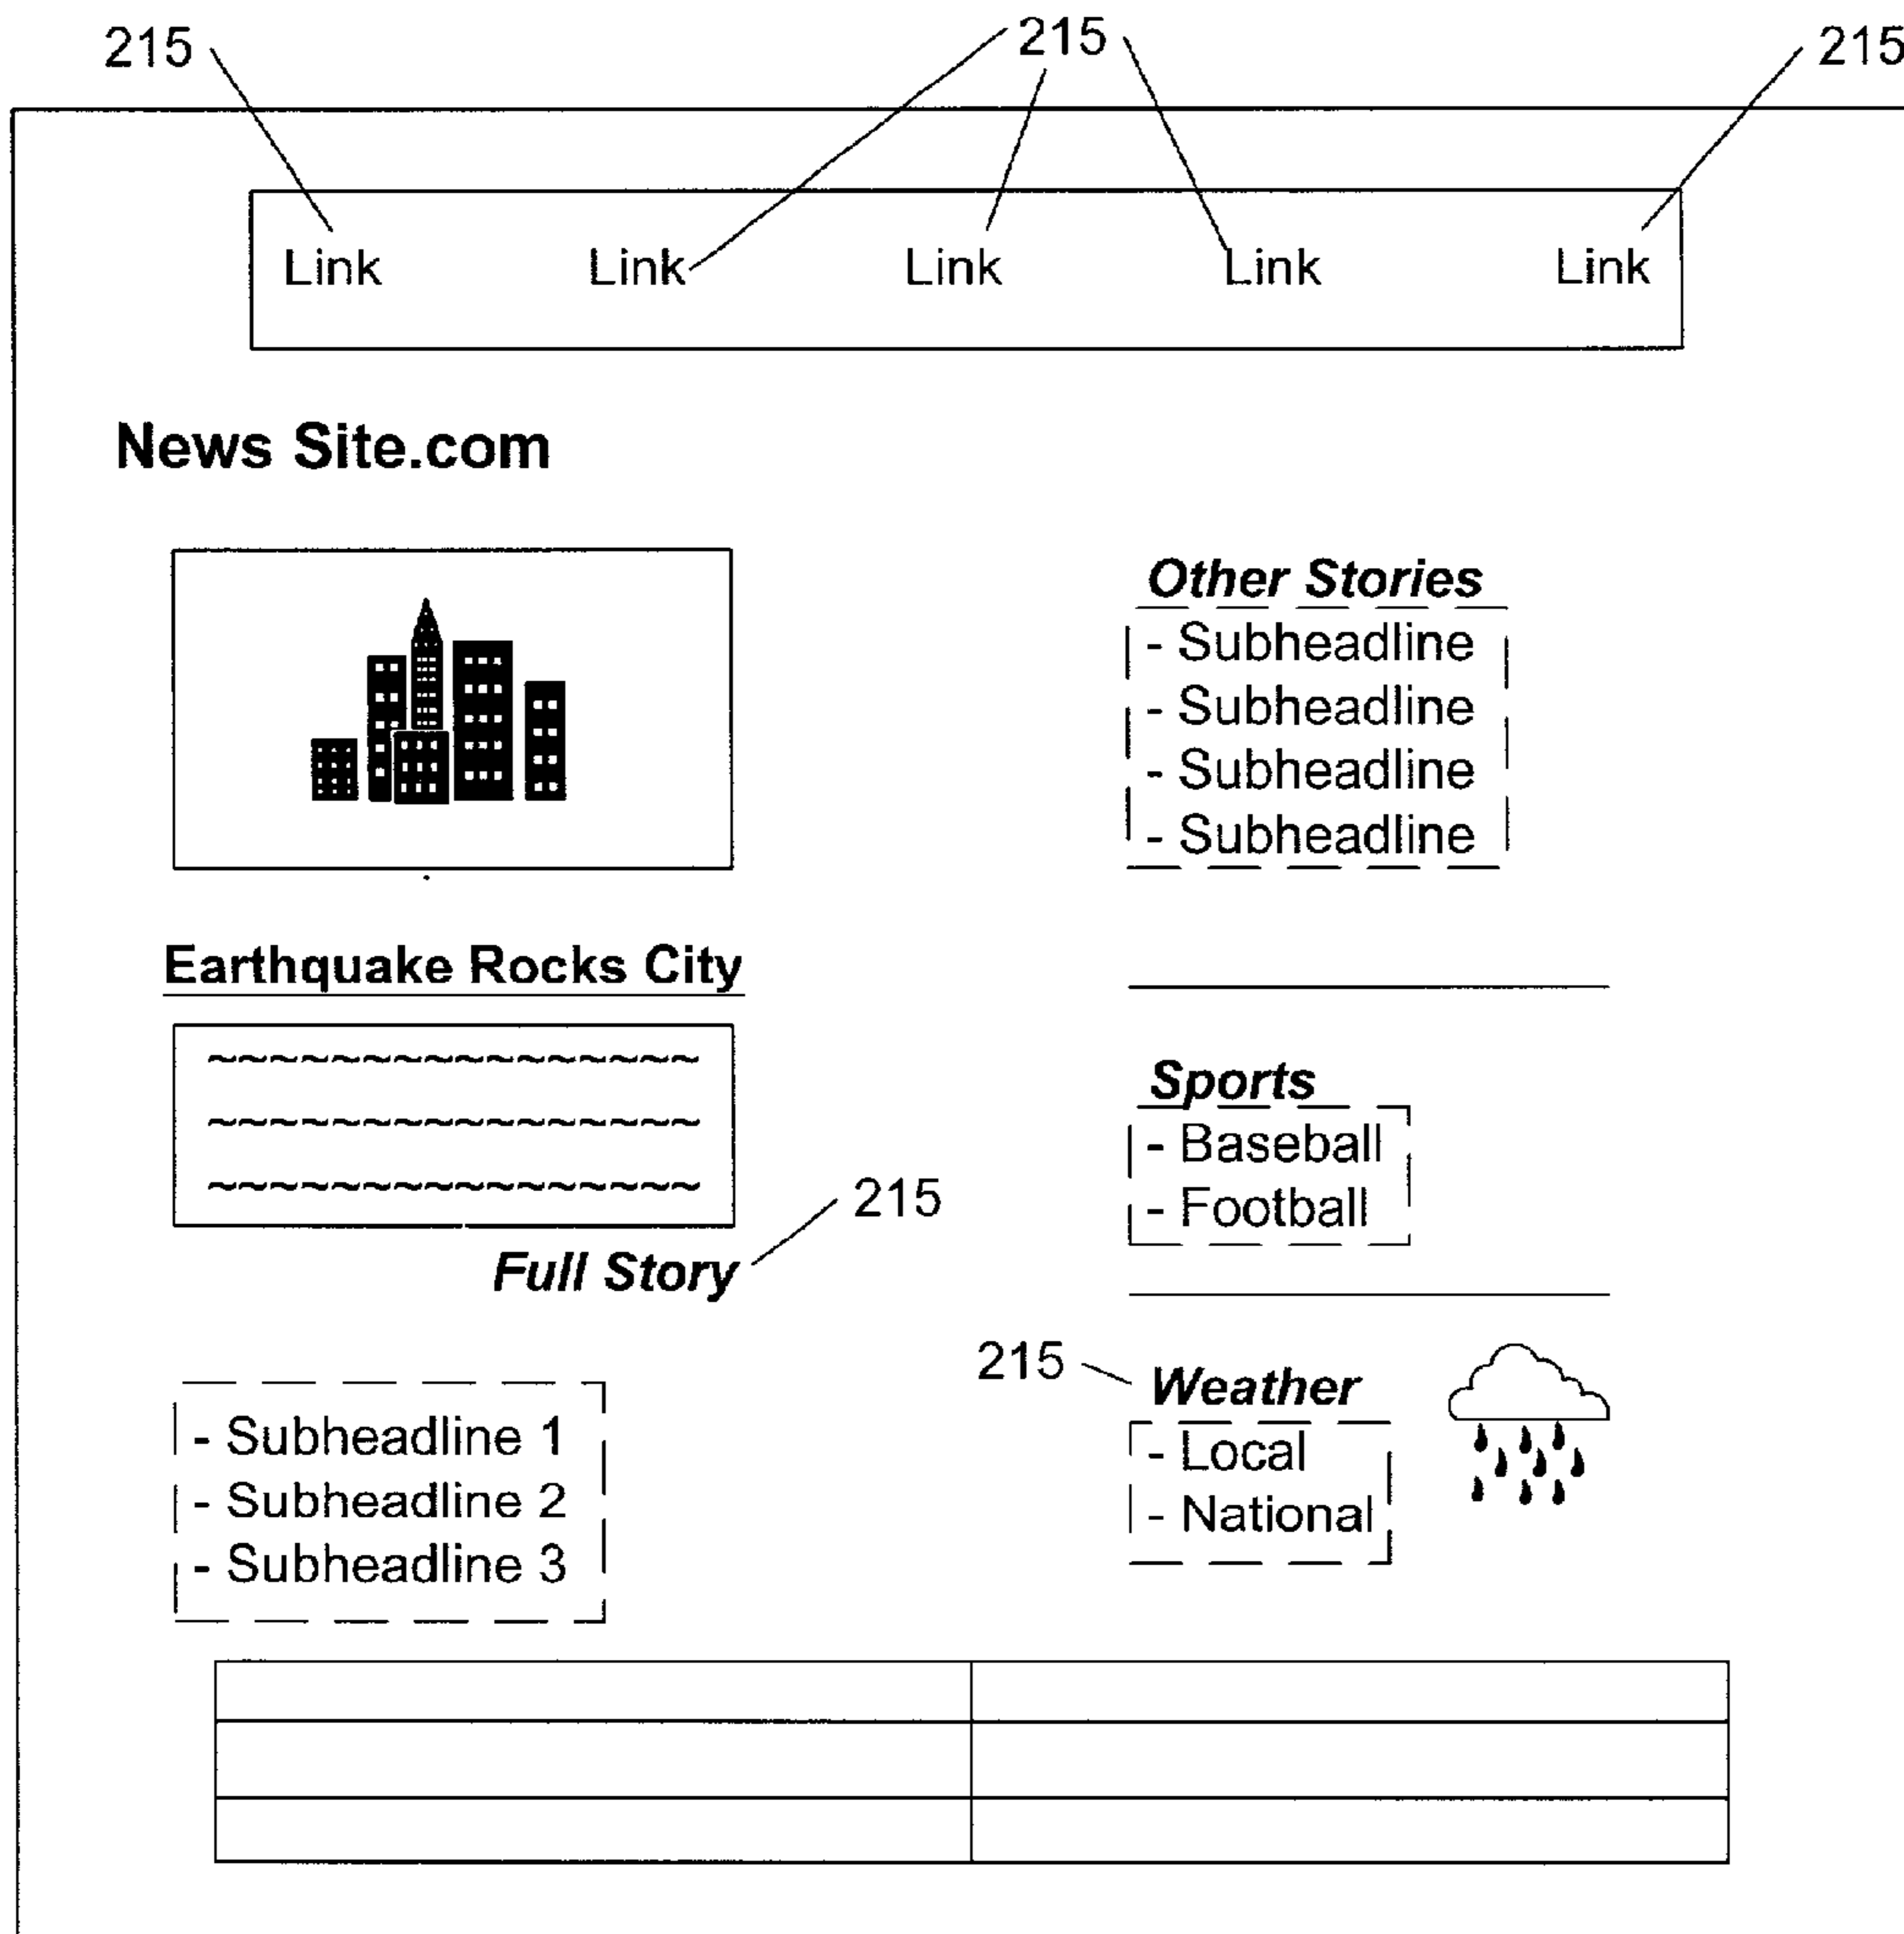 215 215 215
Link Link Link Link Link
News Site.com
Other Stories
- Subheadline
- Subheadline
- Subheadline
- Subheadline
Earthquake Rocks City
~~~~~~~~~~~~~~~~
~~~~~~~~~~~~~~~~
~~~~~~~~~~~~~~~~
215
Full Story
- Subheadline 1
- Subheadline 2
- Subheadline 3
Sports
- Baseball
- Football
215
Weather
- Local
- National